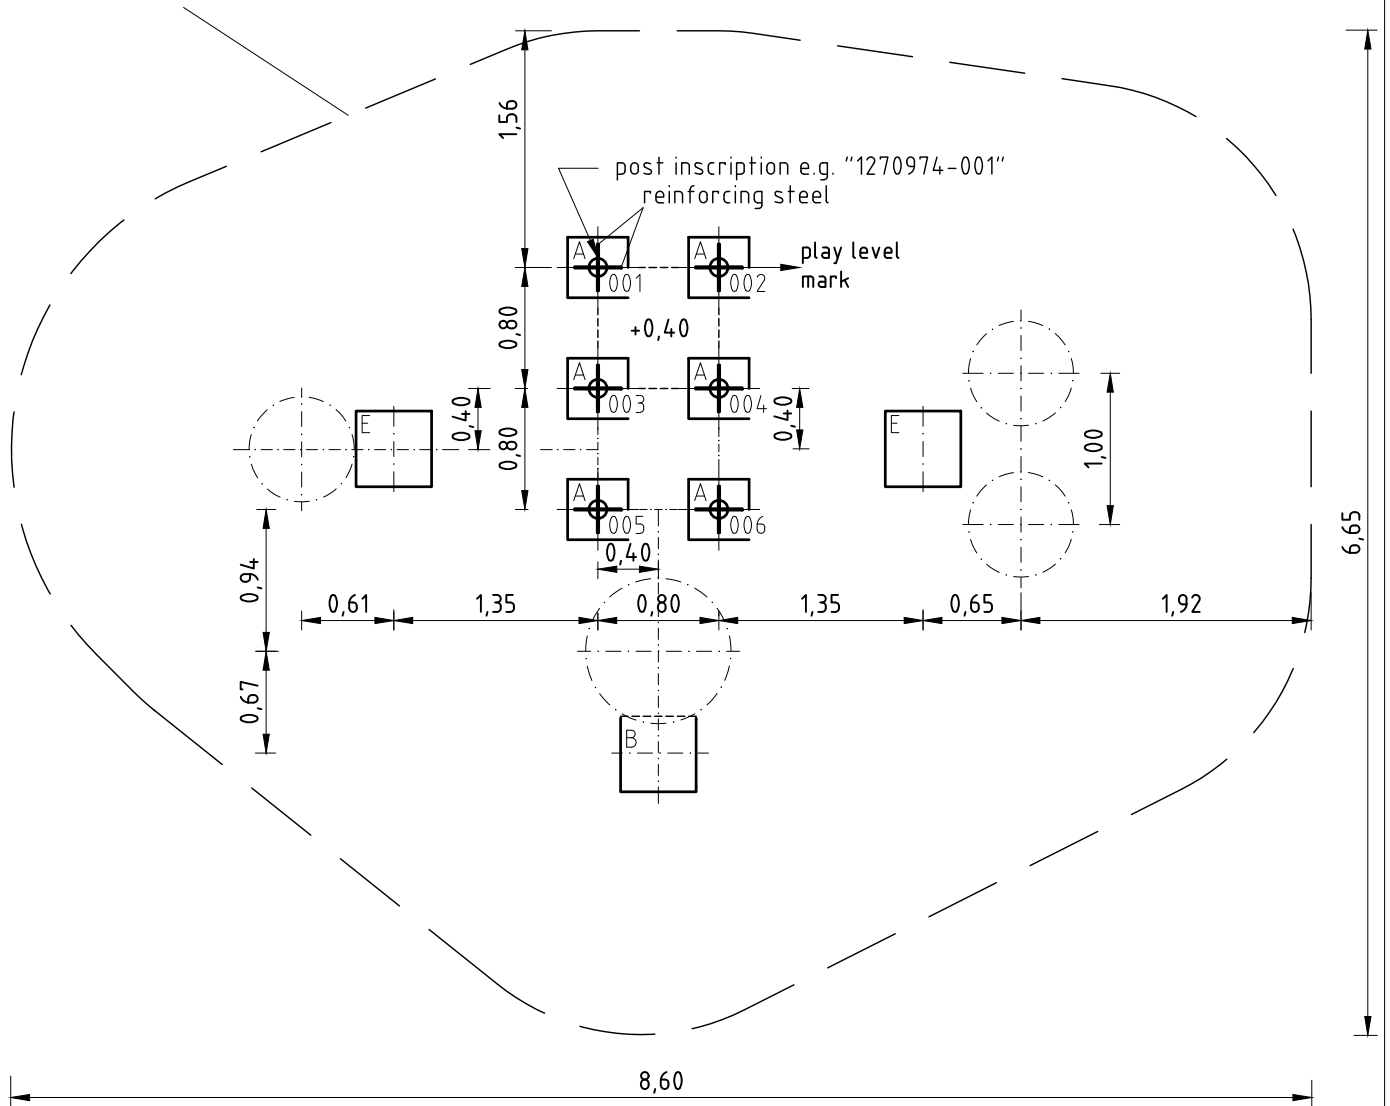 1,56
post inscription e.g. "1270974-001"
reinforcing steel
A
A
play level
mark
001
002
0,80
+0,40
A
A
003
004
0,40
0,40
E
E
0,80
1,00
A
A
005
006
6,65
0,40
0,94
0,61
1,35
0,80
1,35
0,65
1,92
0,67
B
8,60